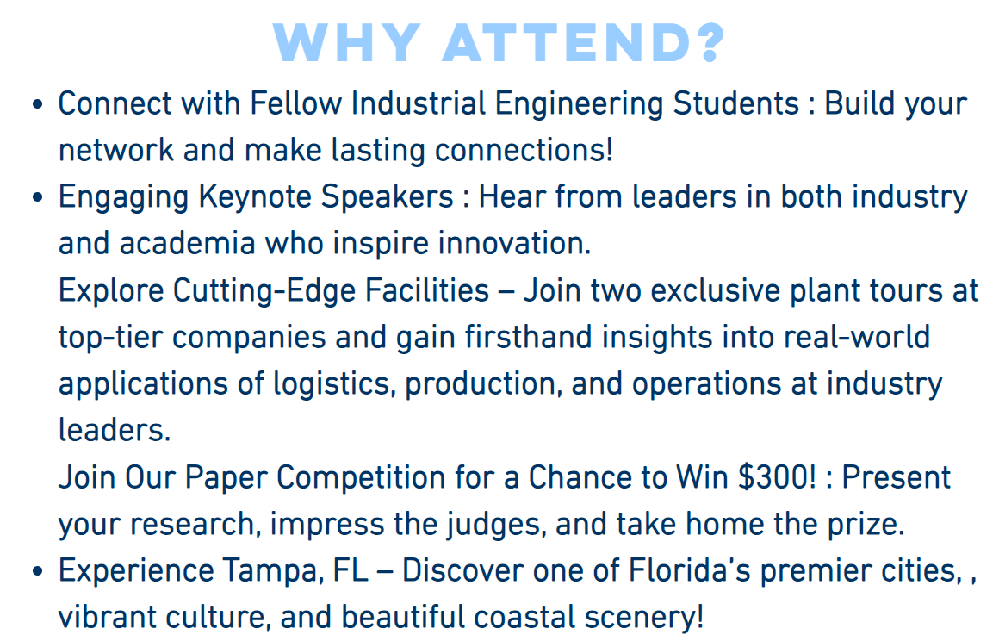 WHY ATTEND?
• Connect with Fellow Industrial Engineering Students : Build your
network and make lasting connections!
• Engaging Keynote Speakers : Hear from leaders in both industry
and academia who inspire innovation.
Explore Cutting-Edge Facilities – Join two exclusive plant tours at
top-tier companies and gain firsthand insights into real-world
applications of logistics, production, and operations at industry
leaders.
Join Our Paper Competition for a Chance to Win $300! : Present
your research, impress the judges, and take home the prize.
• Experience Tampa, FL – Discover one of Florida’s premier cities, ,
vibrant culture, and beautiful coastal scenery!